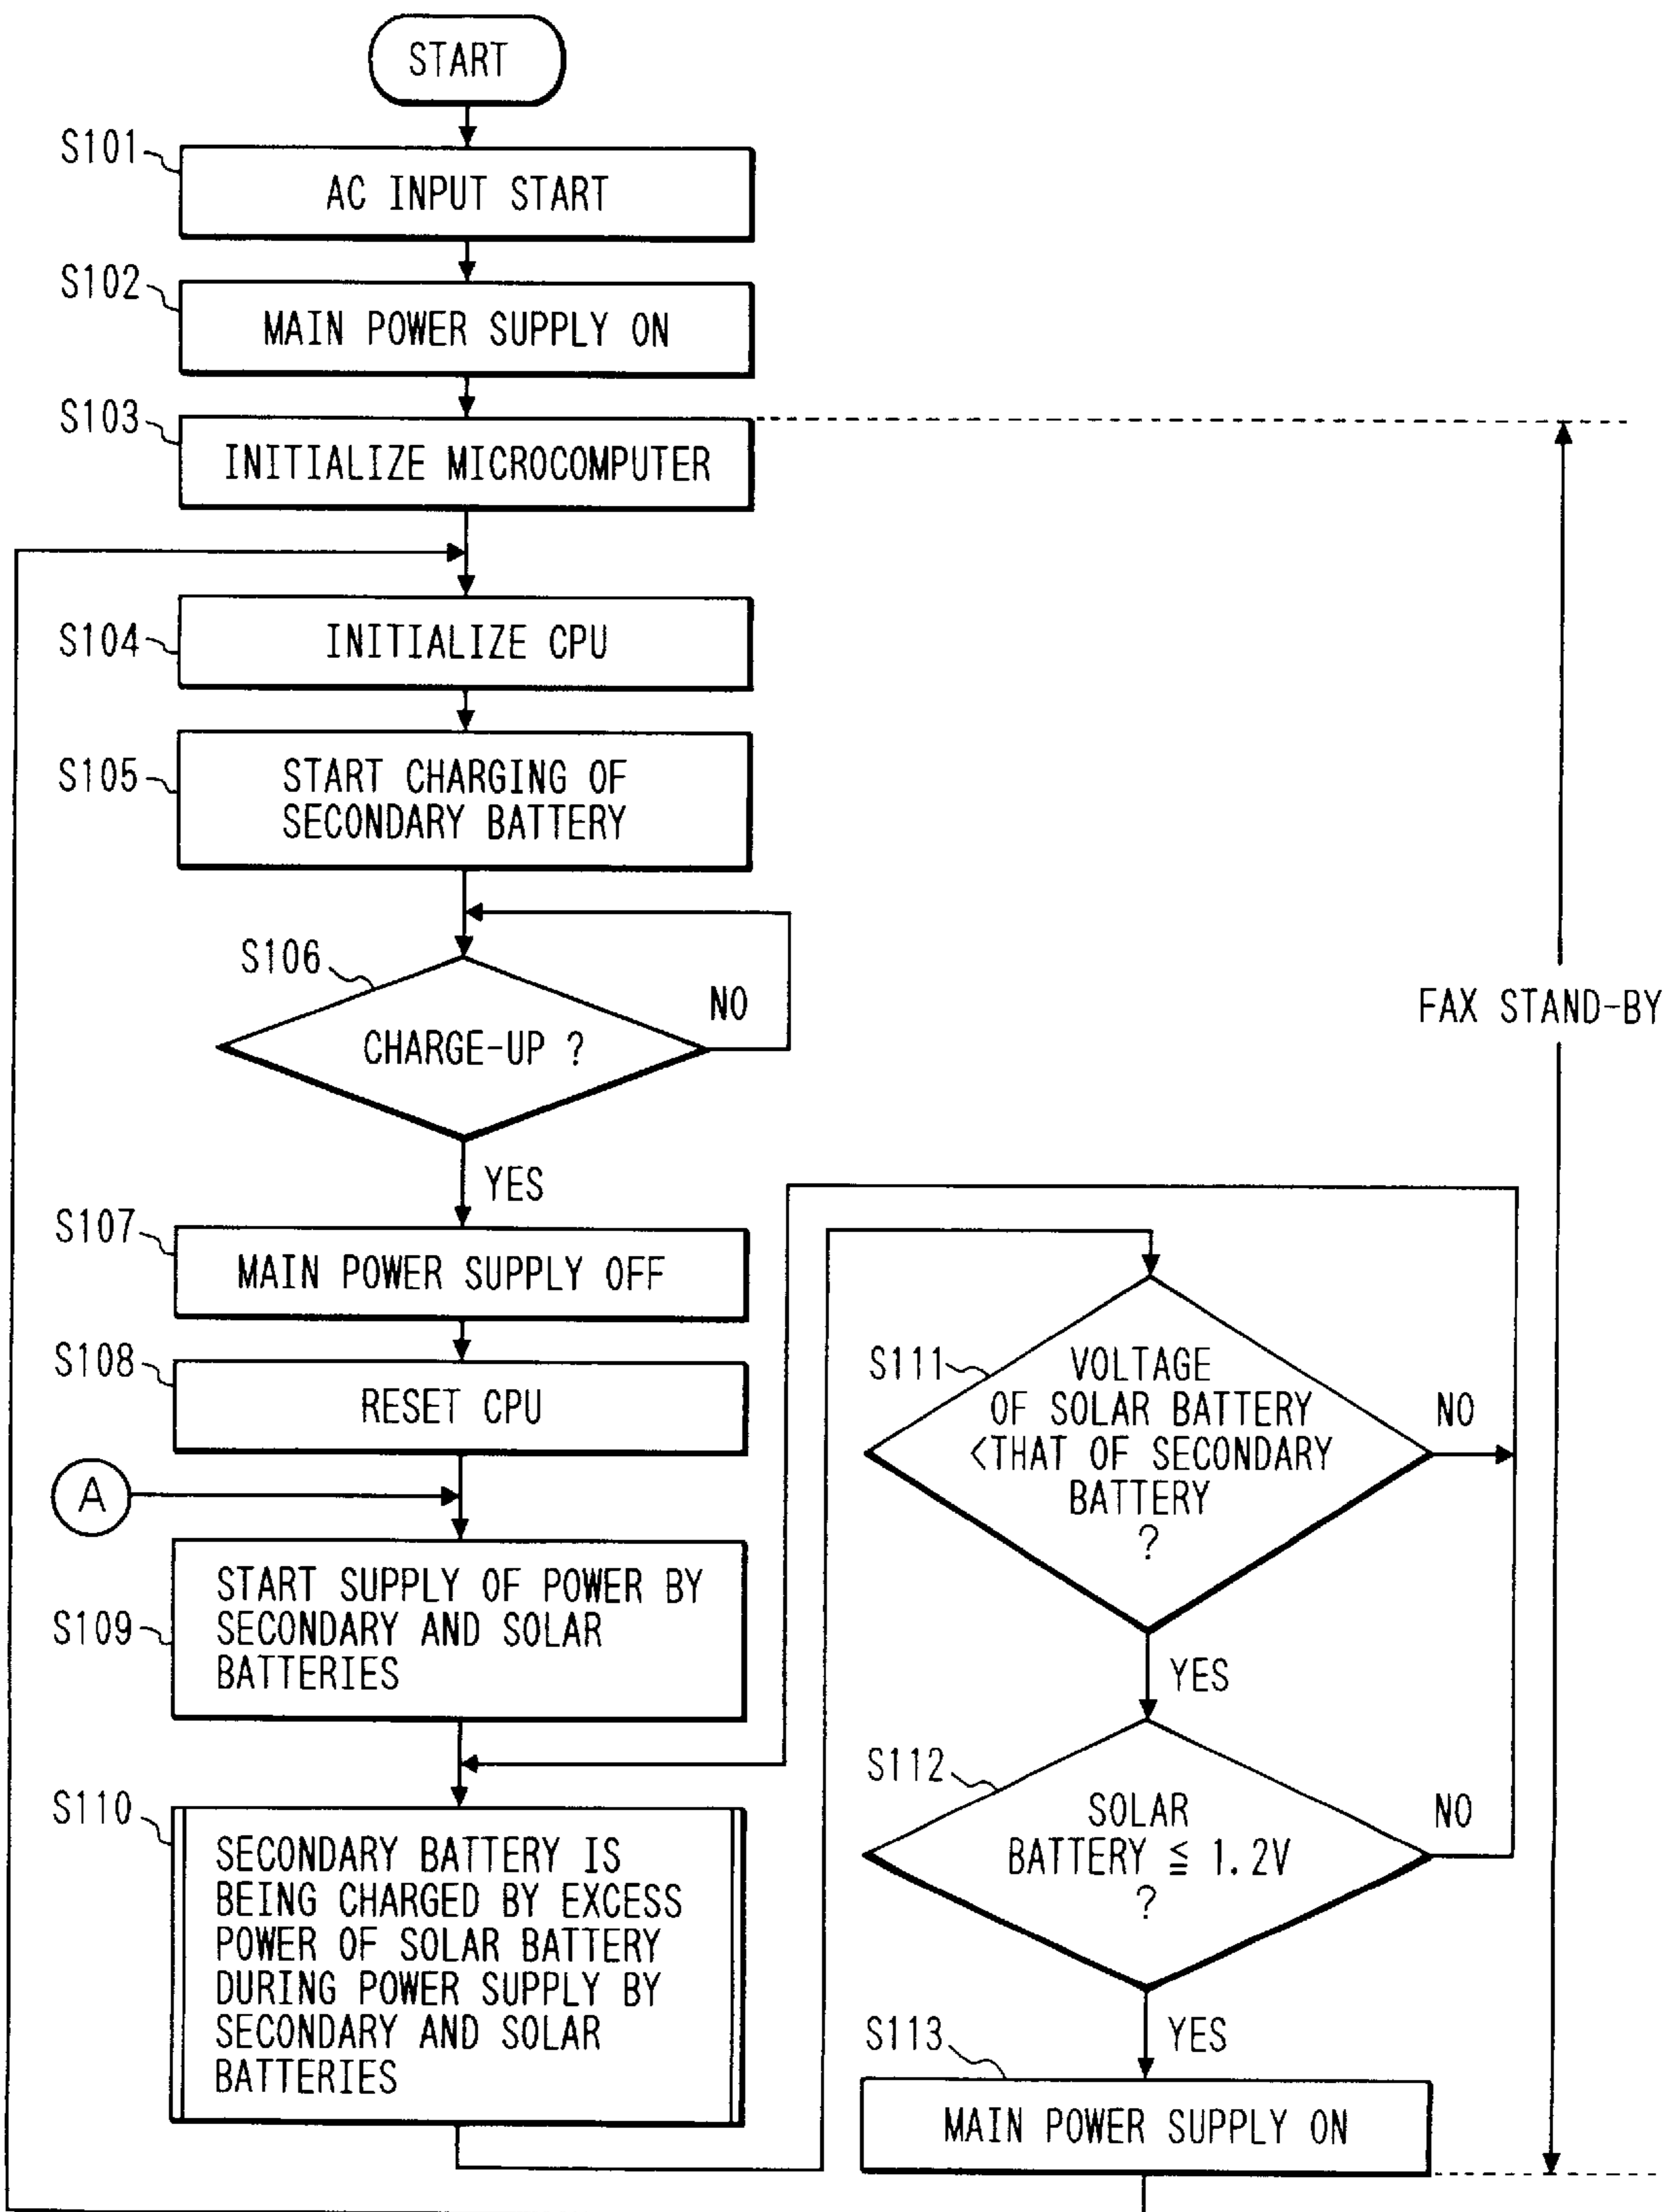 START
S101
AC INPUT START
S102
MAIN POWER SUPPLY ON
S103
INITIALIZE MICROCOMPUTER
S104
INITIALIZE CPU
S105
START CHARGING OF
SECONDARY BATTERY
S106
CHARGE-UP ?
NO
YES
S107
MAIN POWER SUPPLY OFF
S108
RESET CPU
A
S109
START SUPPLY OF POWER BY
SECONDARY AND SOLAR
BATTERIES
S110
SECONDARY BATTERY IS
BEING CHARGED BY EXCESS
POWER OF SOLAR BATTERY
DURING POWER SUPPLY BY
SECONDARY AND SOLAR
BATTERIES
S111
VOLTAGE
OF SOLAR BATTERY
<THAT OF SECONDARY
BATTERY
?
NO
YES
S112
SOLAR
BATTERY ≦ 1.2V
?
NO
YES
S113
MAIN POWER SUPPLY ON
FAX STAND-BY